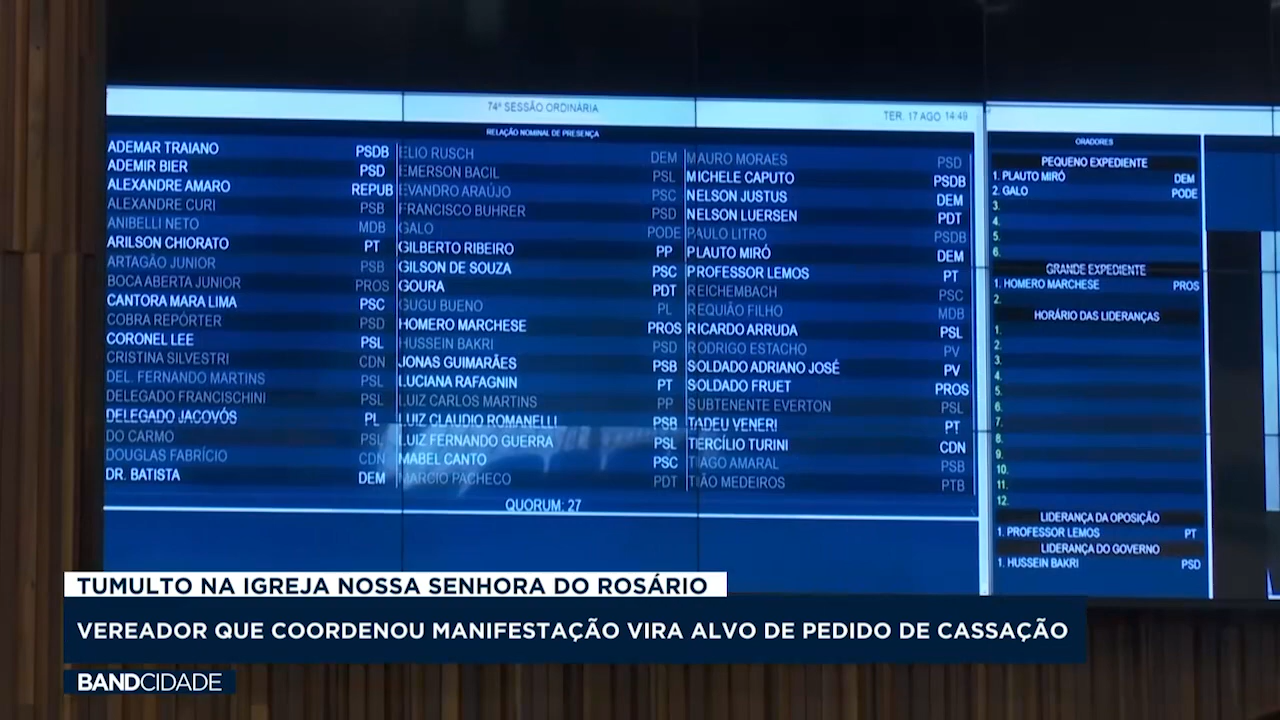 74ª SESSÃO ORDINÁRIA
TER. 17 AGO 14:49
RELAÇÃO NOMINAL DE PRESENÇA
ADEMAR TRAIANO PSDB
ADEMIR BIER PSD
ALEXANDRE AMARO REPUB
ALEXANDRE CURI PSB
ANIBELLI NETO MDB
ARILSON CHIORATO PT
ARTAGÃO JUNIOR PSB
BOCA ABERTA JUNIOR PROS
CANTORA MARA LIMA PSC
COBRA REPÓRTER PSD
CORONEL LEE PSL
CRISTINA SILVESTRI CDN
DEL. FERNANDO MARTINS PSL
DELEGADO FRANCISCHINI PSL
DELEGADO JACOVÓS PL
DO CARMO PSL
DOUGLAS FABRÍCIO CDN
DR. BATISTA DEM
ELIO RUSCH DEM
EMERSON BACIL PSL
EVANDRO ARAÚJO PSC
FRANCISCO BUHRER PSD
GALO PODE
GILBERTO RIBEIRO PP
GILSON DE SOUZA PSC
GOURA PDT
GUGU BUENO PL
HOMERO MARCHESE PROS
HUSSEIN BAKRI PSD
JONAS GUIMARÃES PSB
LUCIANA RAFAGNIN PT
LUIZ CARLOS MARTINS PP
LUIZ CLAUDIO ROMANELLI PSB
LUIZ FERNANDO GUERRA PSL
MABEL CANTO PSC
MARCIO PACHECO PDT
MAURO MORAES PSD
MICHELE CAPUTO PSDB
NELSON JUSTUS DEM
NELSON LUERSEN PDT
PAULO LITRO PSDB
PLAUTO MIRÓ DEM
PROFESSOR LEMOS PT
REICHEMBACH PSC
REQUIÃO FILHO MDB
RICARDO ARRUDA PSL
RODRIGO ESTACHO PV
SOLDADO ADRIANO JOSÉ PV
SOLDADO FRUET PROS
SUBTENENTE EVERTON PSL
TADEU VENERI PT
TERCÍLIO TURINI CDN
TIAGO AMARAL PSB
TIÃO MEDEIROS PTB
QUORUM: 27
ORADORES
PEQUENO EXPEDIENTE
1. PLAUTO MIRÓ DEM
2. GALO PODE
3.
4.
5.
6.
GRANDE EXPEDIENTE
1. HOMERO MARCHESE PROS
2.
HORÁRIO DAS LIDERANÇAS
1.
2.
3.
4.
5.
6.
7.
8.
9.
10.
11.
12.
LIDERANÇA DA OPOSIÇÃO
1. PROFESSOR LEMOS PT
LIDERANÇA DO GOVERNO
1. HUSSEIN BAKRI PSD
TUMULTO NA IGREJA NOSSA SENHORA DO ROSÁRIO
VEREADOR QUE COORDENOU MANIFESTAÇÃO VIRA ALVO DE PEDIDO DE CASSAÇÃO
BANDCIDADE